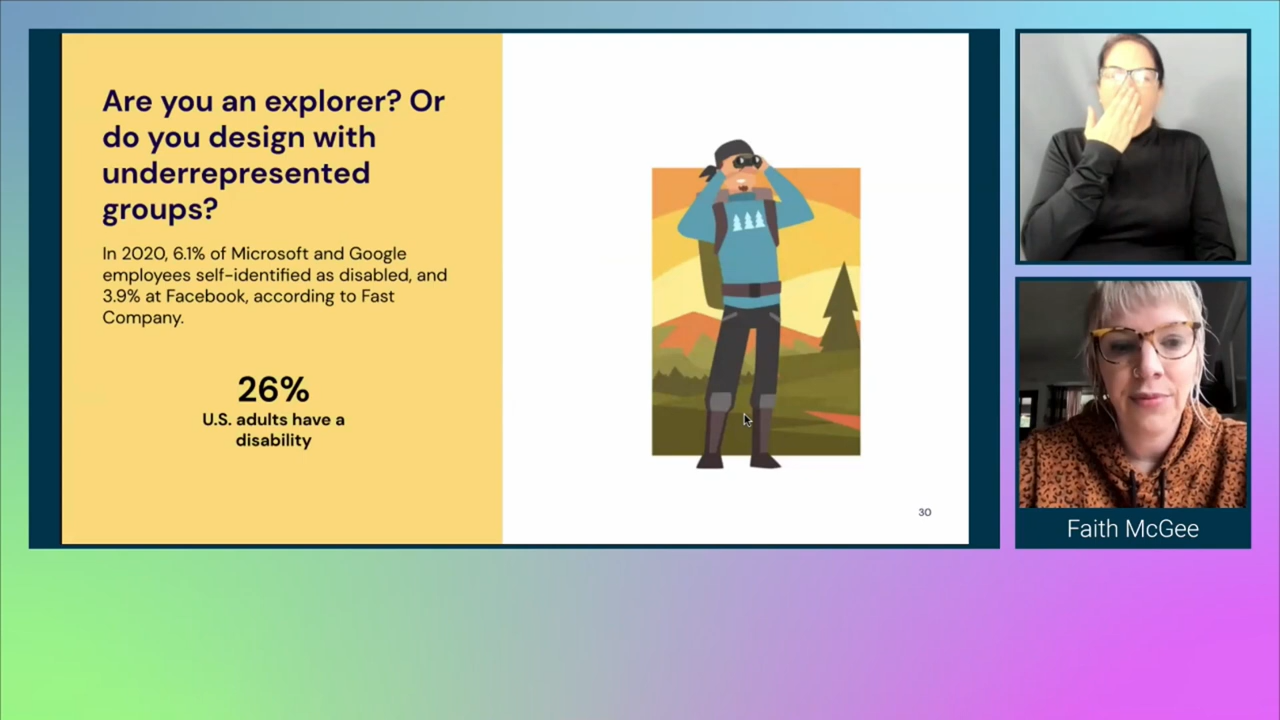 Are you an explorer? Or
do you design with
underrepresented
groups?
In 2020, 6.1% of Microsoft and Google
employees self-identified as disabled, and
3.9% at Facebook, according to Fast
Company.
26%
U.S. adults have a
disability
30
Faith McGee